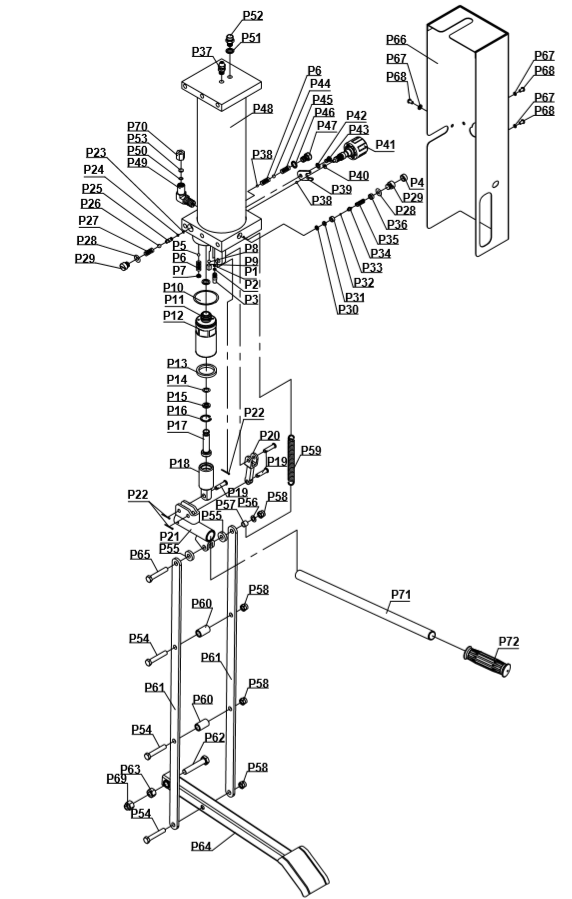 P52
P51
P37
P6
P44
P45
P46
P47
P42
P43
P41
P48
P66
P67
P68
P67
P68
P67
P68
P70
P53
P50
P49
P23
P24
P25
P26
P27
P28
P29
P38
P40
P39
P38
P4
P29
P28
P36
P35
P34
P33
P32
P31
P30
P5
P6
P7
P8
P9
P1
P2
P3
P10
P11
P12
P13
P14
P15
P16
P17
P18
P22
P20
P19
P59
P19
P22
P21
P58
P56
P57
P55
P55
P65
P71
P72
P58
P60
P54
P61
P61
P58
P60
P54
P62
P63
P69
P58
P54
P64